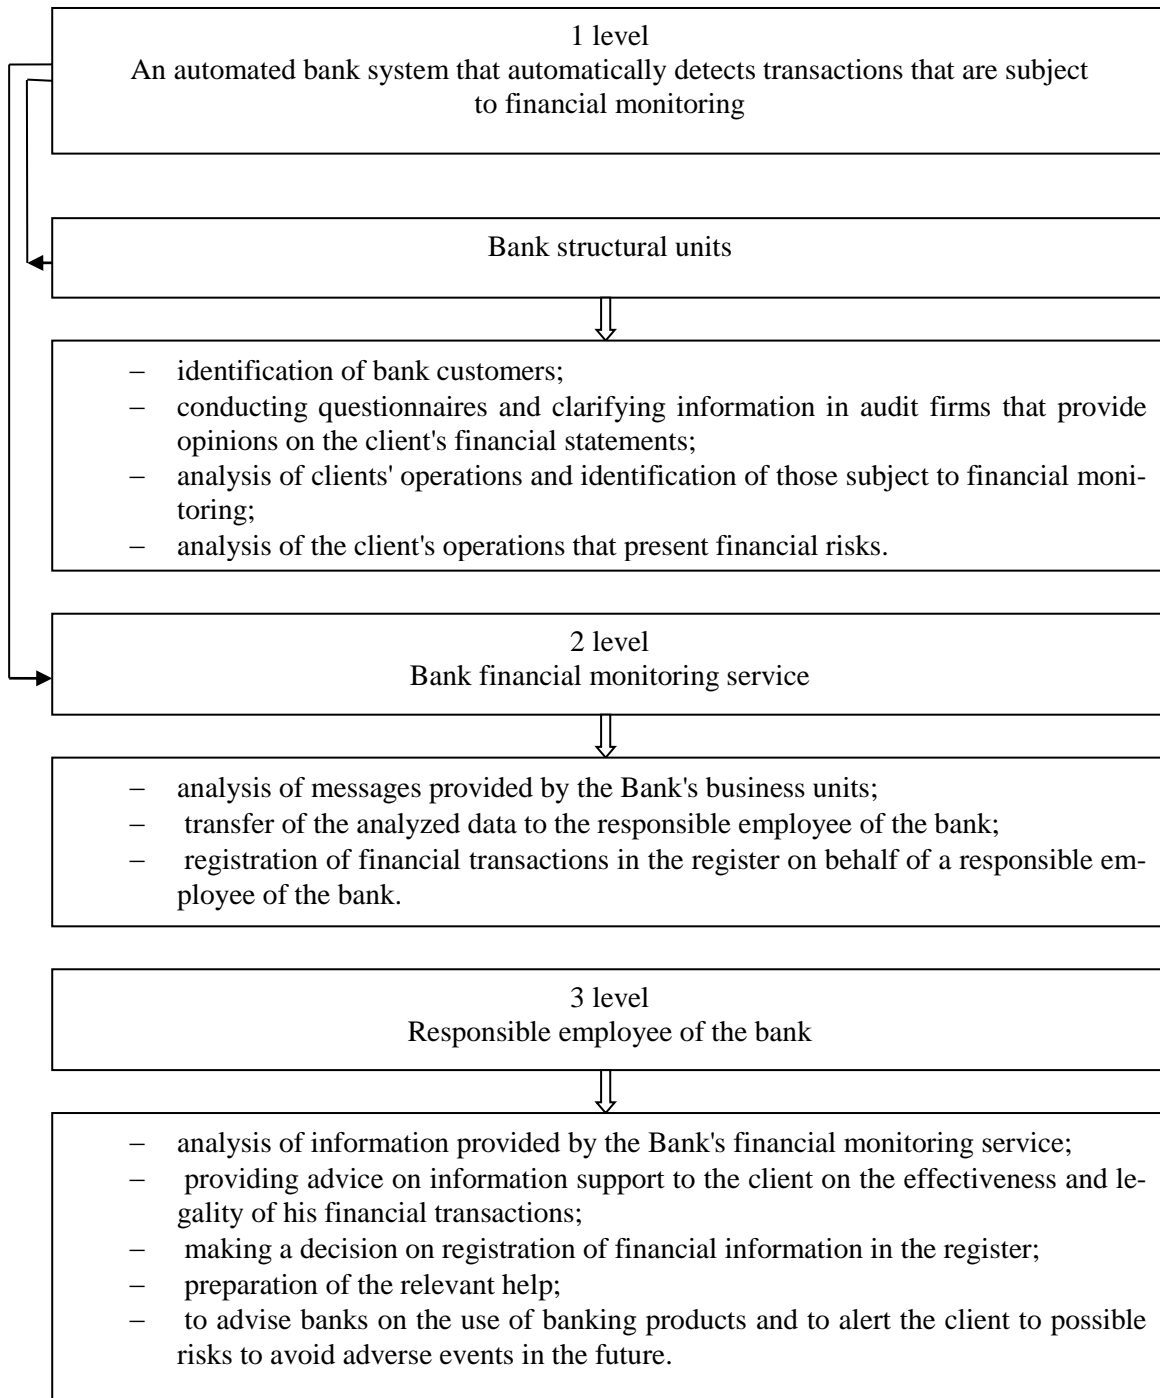 1 level
An automated bank system that automatically detects transactions that are subject
to financial monitoring
Bank structural units
– identification of bank customers;
– conducting questionnaires and clarifying information in audit firms that provide
opinions on the client's financial statements;
– analysis of clients' operations and identification of those subject to financial moni-
toring;
– analysis of the client's operations that present financial risks.
2 level
Bank financial monitoring service
– analysis of messages provided by the Bank's business units;
– transfer of the analyzed data to the responsible employee of the bank;
– registration of financial transactions in the register on behalf of a responsible em-
ployee of the bank.
3 level
Responsible employee of the bank
– analysis of information provided by the Bank's financial monitoring service;
– providing advice on information support to the client on the effectiveness and le-
gality of his financial transactions;
– making a decision on registration of financial information in the register;
– preparation of the relevant help;
– to advise banks on the use of banking products and to alert the client to possible
risks to avoid adverse events in the future.